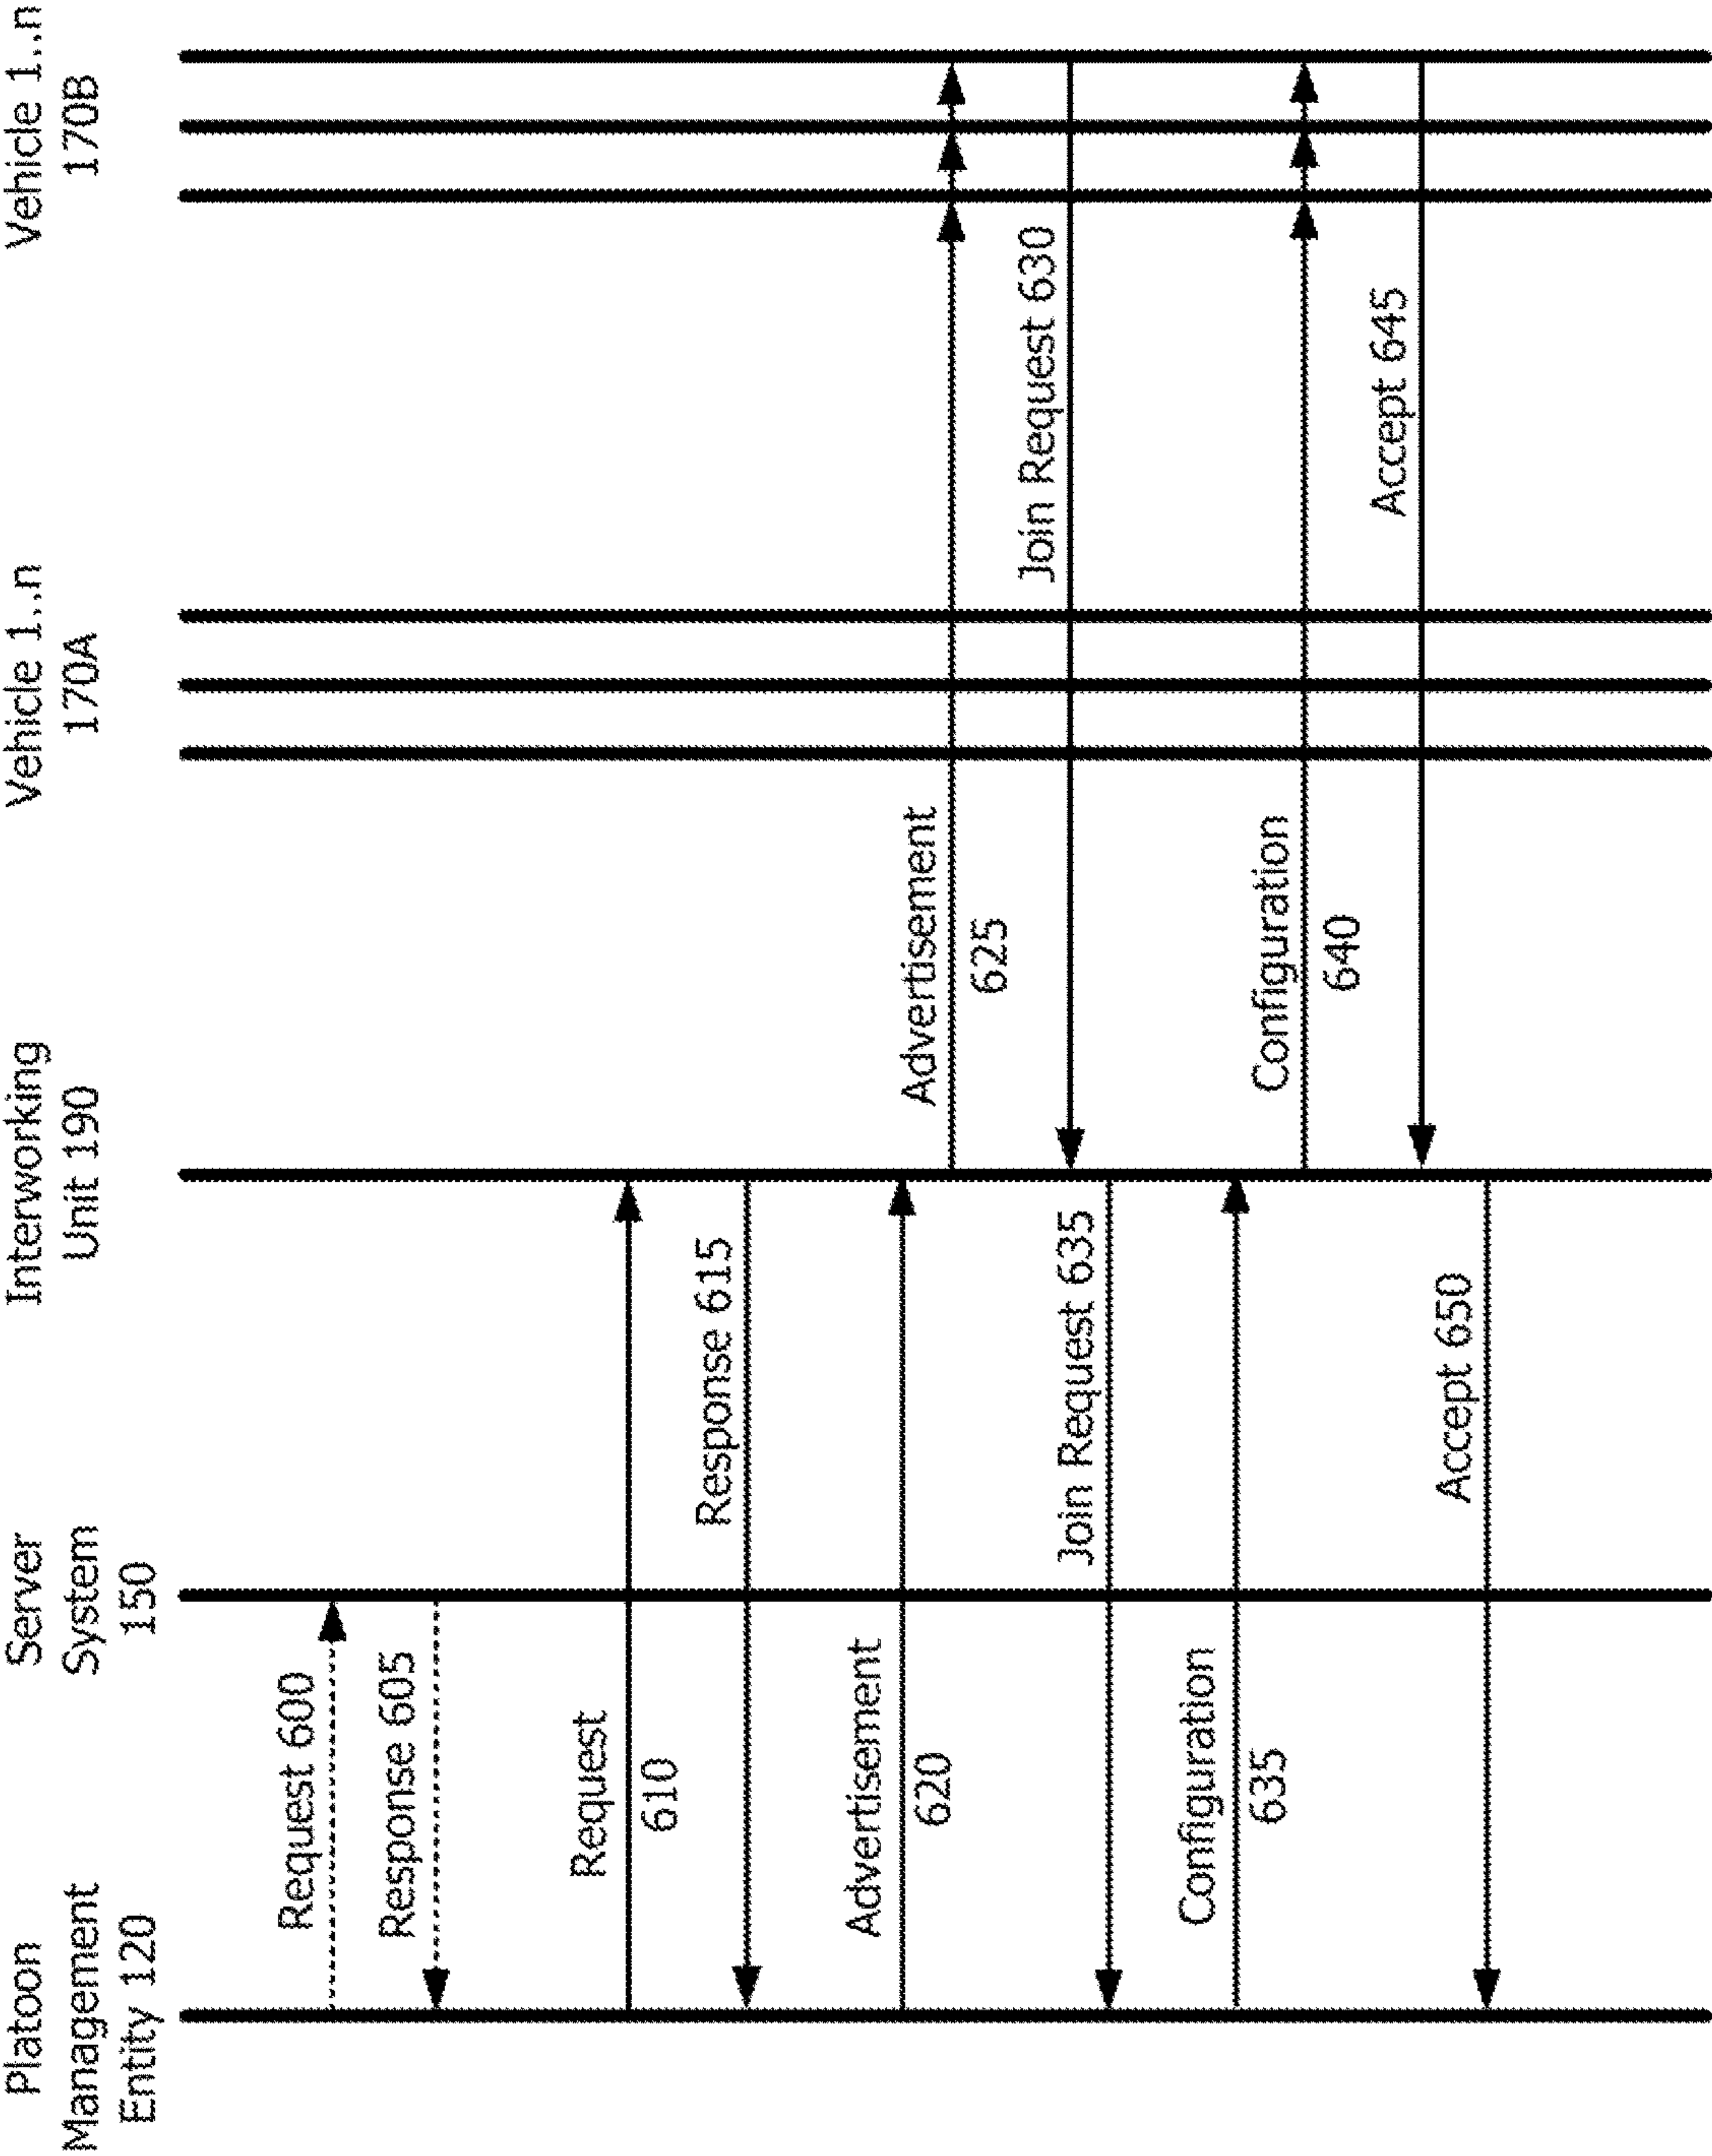 Platoon
Management
Entity 120
Server
System
150
Interworking
Unit 190
Vehicle 1..n
170A
Vehicle 1..n
170B
Request 600
Response 605
Request
610
Response 615
Advertisement
620
Advertisement
625
Join Request 630
Join Request 635
Configuration
635
Configuration
640
Accept 645
Accept 650